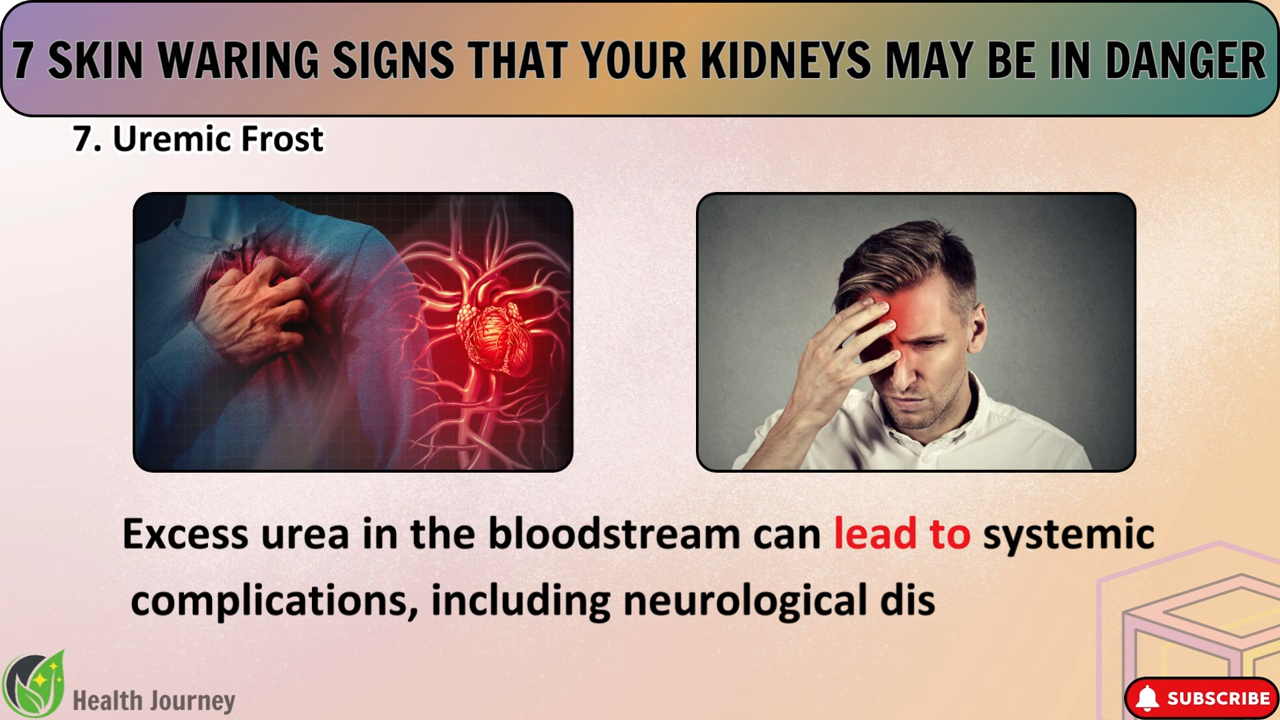 7 SKIN WARING SIGNS THAT YOUR KIDNEYS MAY BE IN DANGER
7. Uremic Frost
Excess urea in the bloodstream can lead to systemic
complications, including neurological dis
Health Journey
SUBSCRIBE